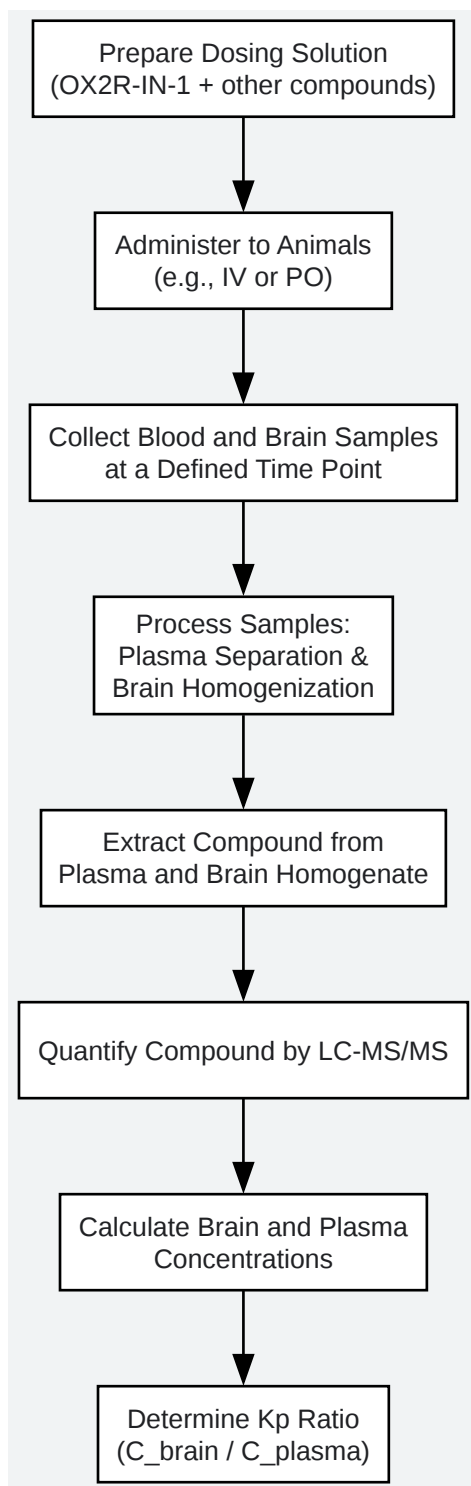 Prepare Dosing Solution
(OX2R-IN-1 + other compounds)
Administer to Animals
(e.g., IV or PO)
Collect Blood and Brain Samples
at a Defined Time Point
Process Samples:
Plasma Separation &
Brain Homogenization
Extract Compound from
Plasma and Brain Homogenate
Quantify Compound by LC-MS/MS
Calculate Brain and Plasma
Concentrations
Determine Kp Ratio
(C_brain / C_plasma)